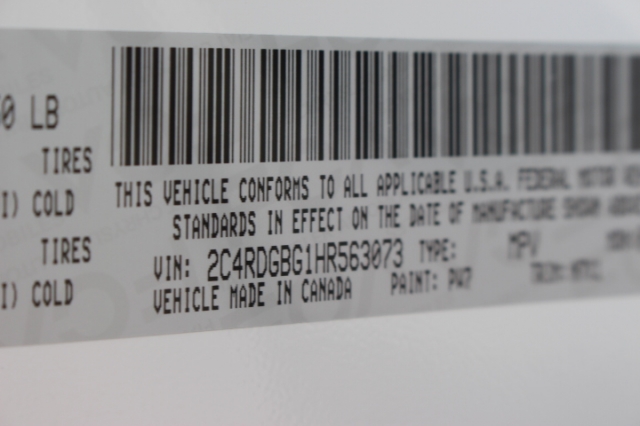 0 LB
TIRES
I) COLD
TIRES
I) COLD
THIS VEHICLE CONFORMS TO ALL APPLICABLE U.S.A. FEDERAL MOTOR
STANDARDS IN EFFECT ON THE DATE OF MANUFACTURE SHOWN
VIN: 2C4RDGBG1HR563073 TYPE: MPV
VEHICLE MADE IN CANADA PAINT: PW7